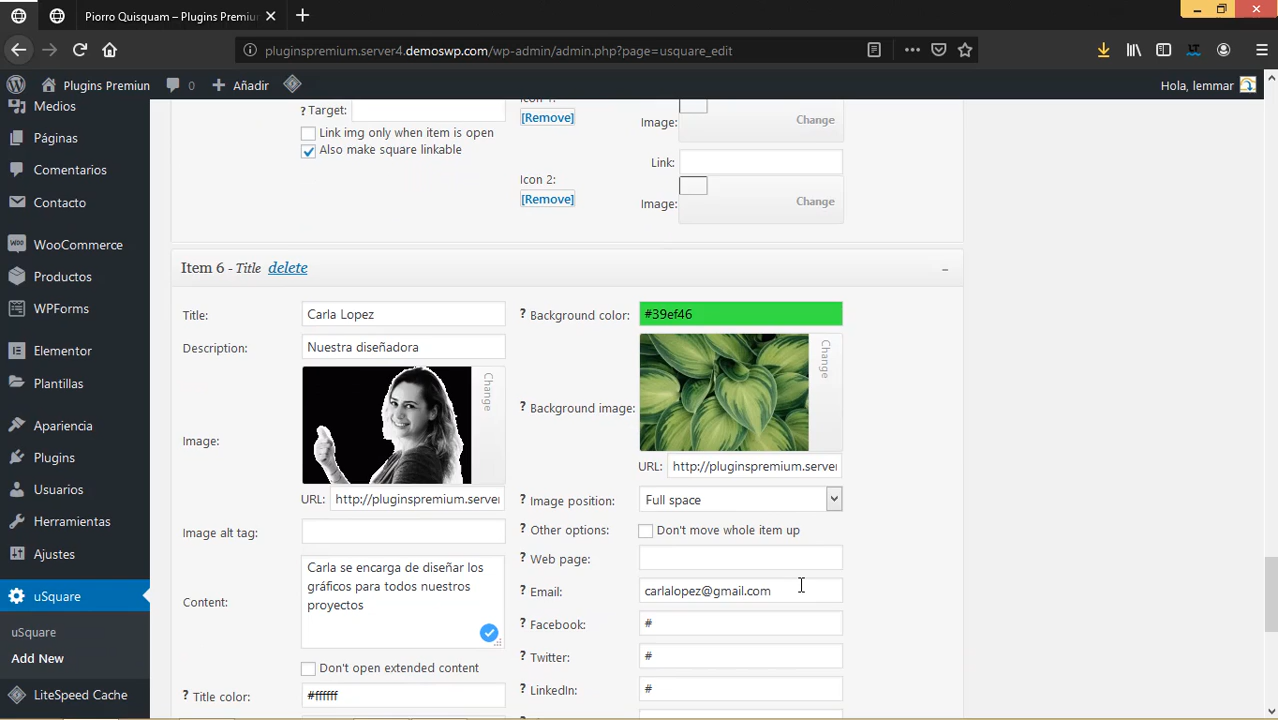 Piorro Quisquam – Plugins Premiu
pluginspremium.server4.demoswp.com/wp-admin/admin.php?page=usquare_edit
Plugins Premiun
0
Añadir
Hola, lemmar
Medios
Páginas
Comentarios
Contacto
WooCommerce
Productos
WPForms
Elementor
Plantillas
Apariencia
Plugins
Usuarios
Herramientas
Ajustes
uSquare
uSquare
Add New
LiteSpeed Cache
? Target:
Link img only when item is open
Also make square linkable
Icon 1:
[Remove]
Image:
Change
Link:
Icon 2:
[Remove]
Image:
Change
Item 6 - Title delete
Title:
Carla Lopez
Description:
Nuestra diseñadora
Image:
Change
URL:
http://pluginspremium.server
Image alt tag:
Content:
Carla se encarga de diseñar los
gráficos para todos nuestros
proyectos
Don't open extended content
? Title color:
#ffffff
? Background color:
#39ef46
? Background image:
Change
URL:
http://pluginspremium.server
? Image position:
Full space
? Other options:
Don't move whole item up
? Web page:
? Email:
carlalopez@gmail.com
? Facebook:
#
? Twitter:
#
? LinkedIn:
#